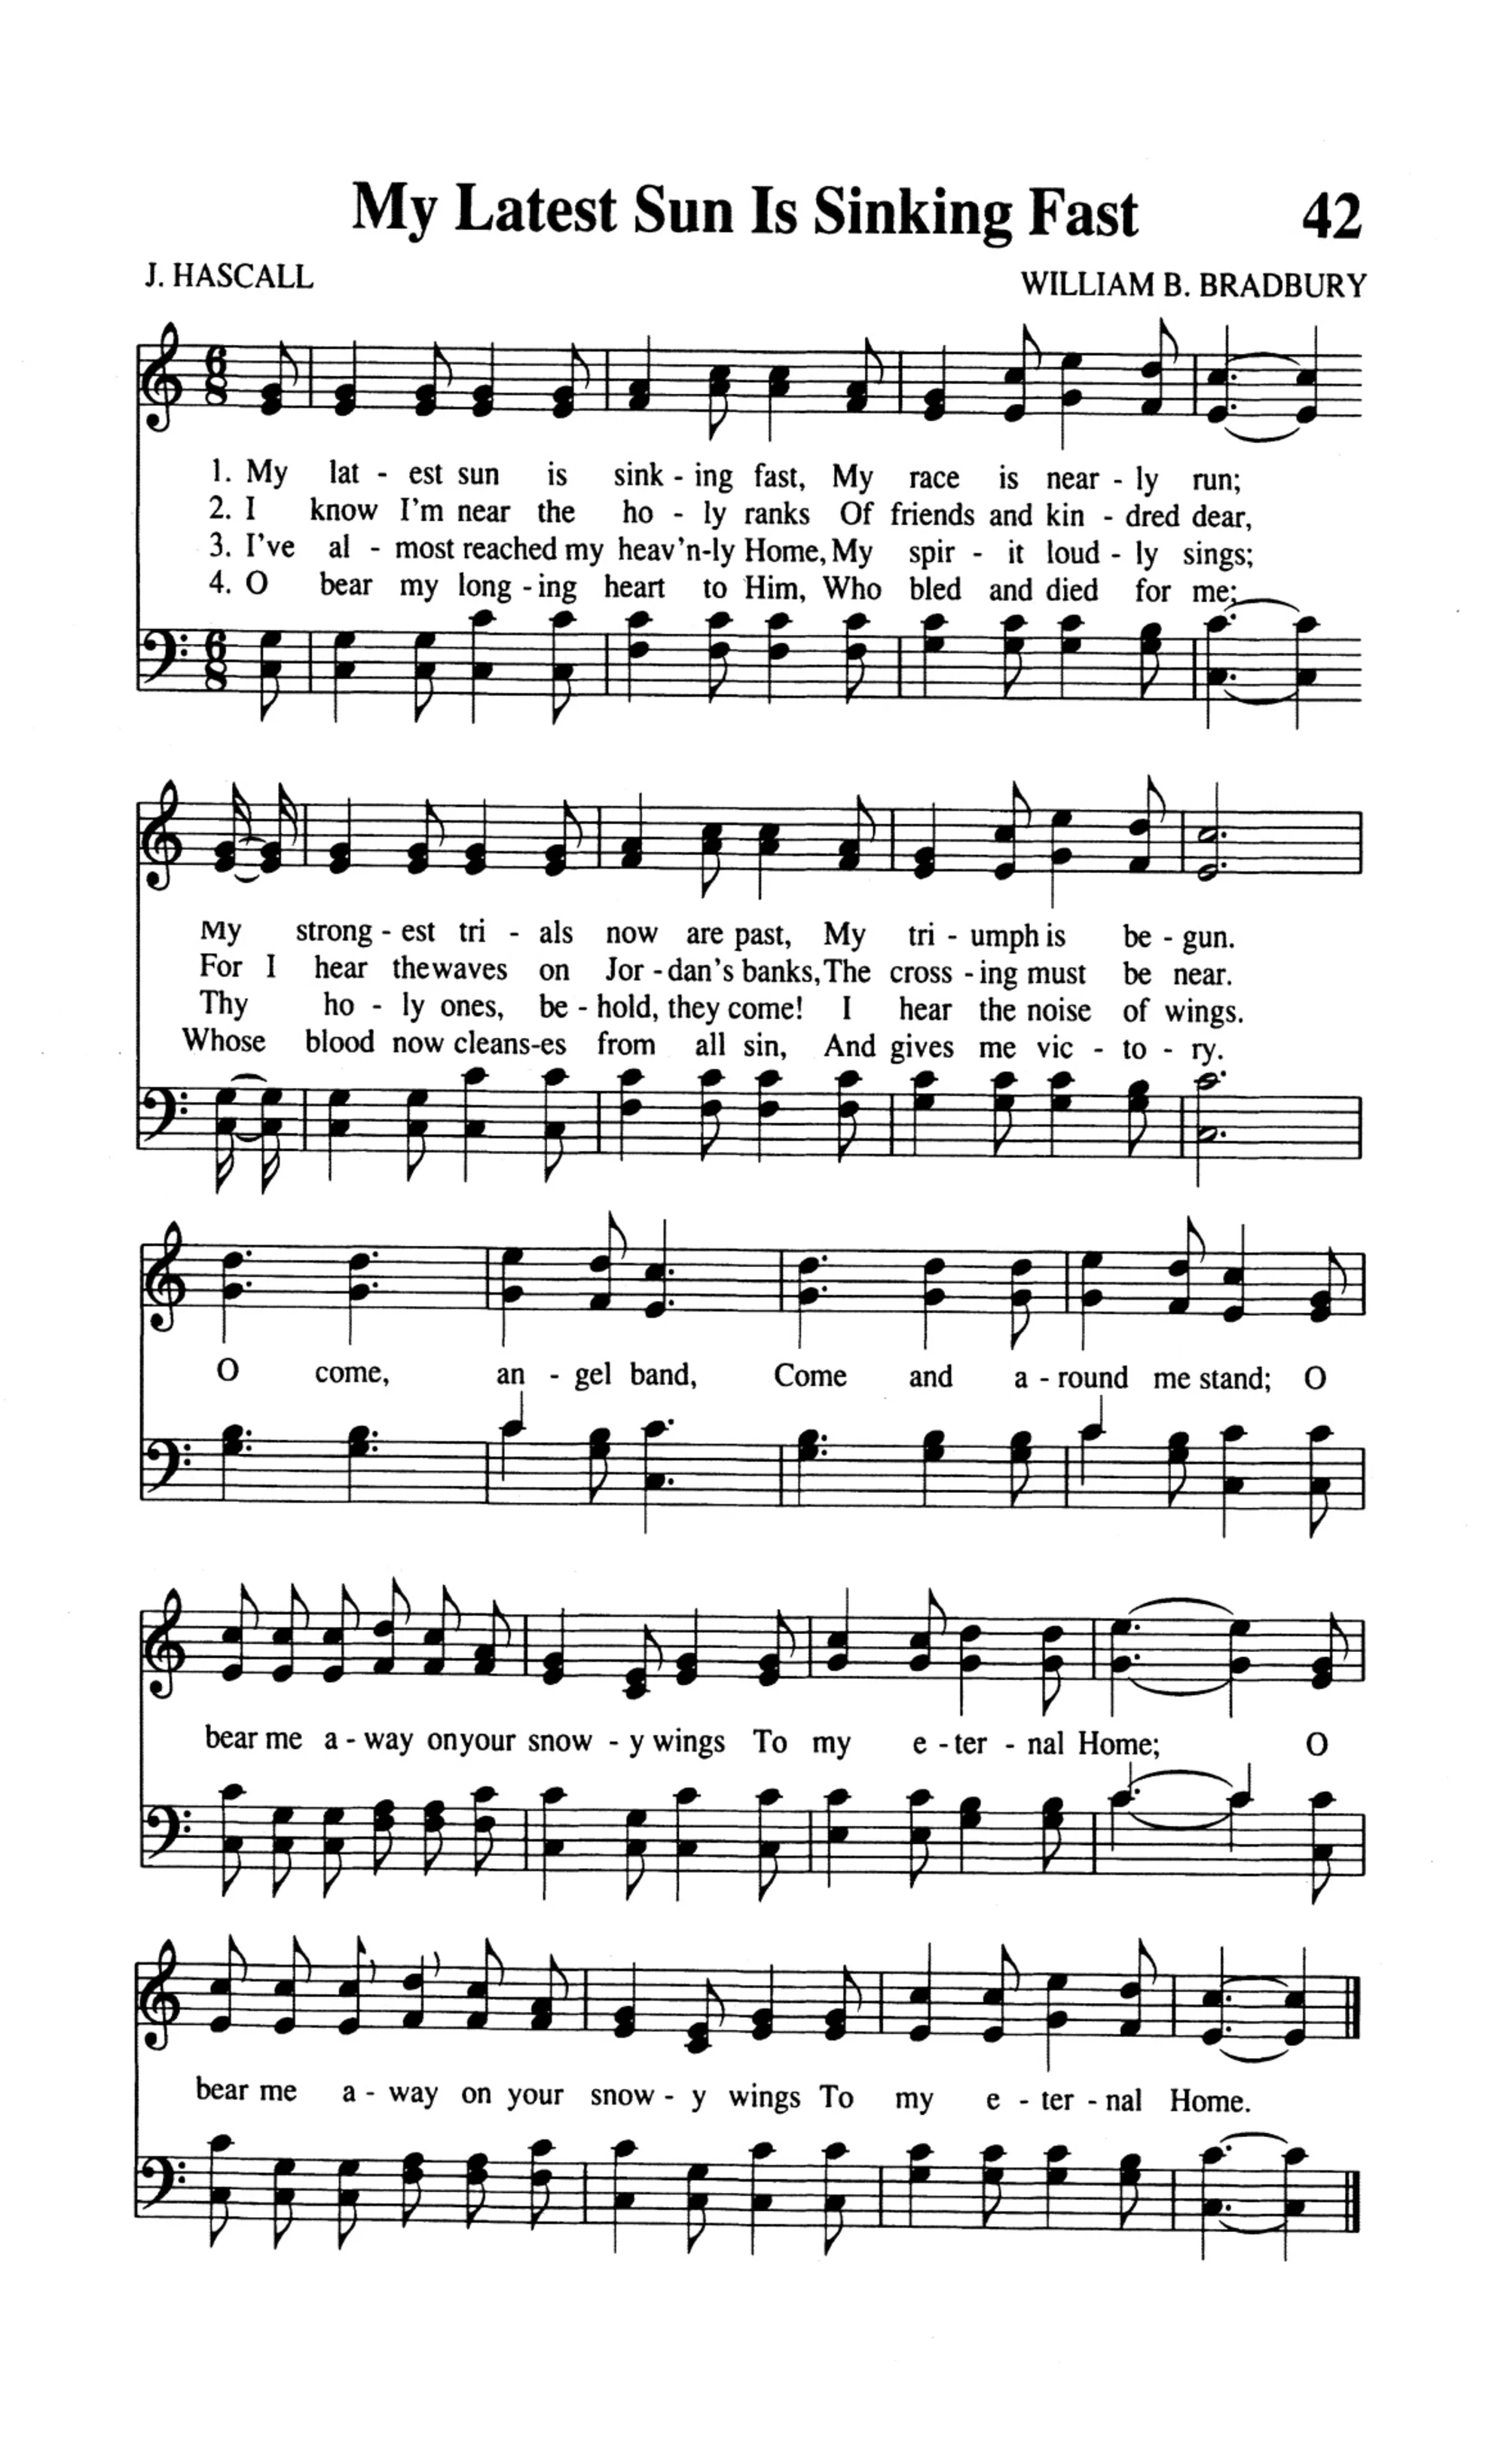 My Latest Sun Is Sinking Fast 42
J. HASCALL WILLIAM B. BRADBURY
6 8
1. My lat - est sun is sink - ing fast, My race is near - ly run;
2. I know I'm near the ho - ly ranks Of friends and kin - dred dear,
3. I've al - most reached my heav'n-ly Home, My spir - it loud - ly sings;
4. O bear my long - ing heart to Him, Who bled and died for me;
6 8
My strong - est tri - als now are past, My tri - umph is be - gun.
For I hear the waves on Jor - dan's banks, The cross - ing must be near.
Thy ho - ly ones, be - hold, they come! I hear the noise of wings.
Whose blood now cleans-es from all sin, And gives me vic - to - ry.
O come, an - gel band, Come and a - round me stand; O
bear me a - way on your snow - y wings To my e - ter - nal Home; O
bear me a - way on your snow - y wings To my e - ter - nal Home.